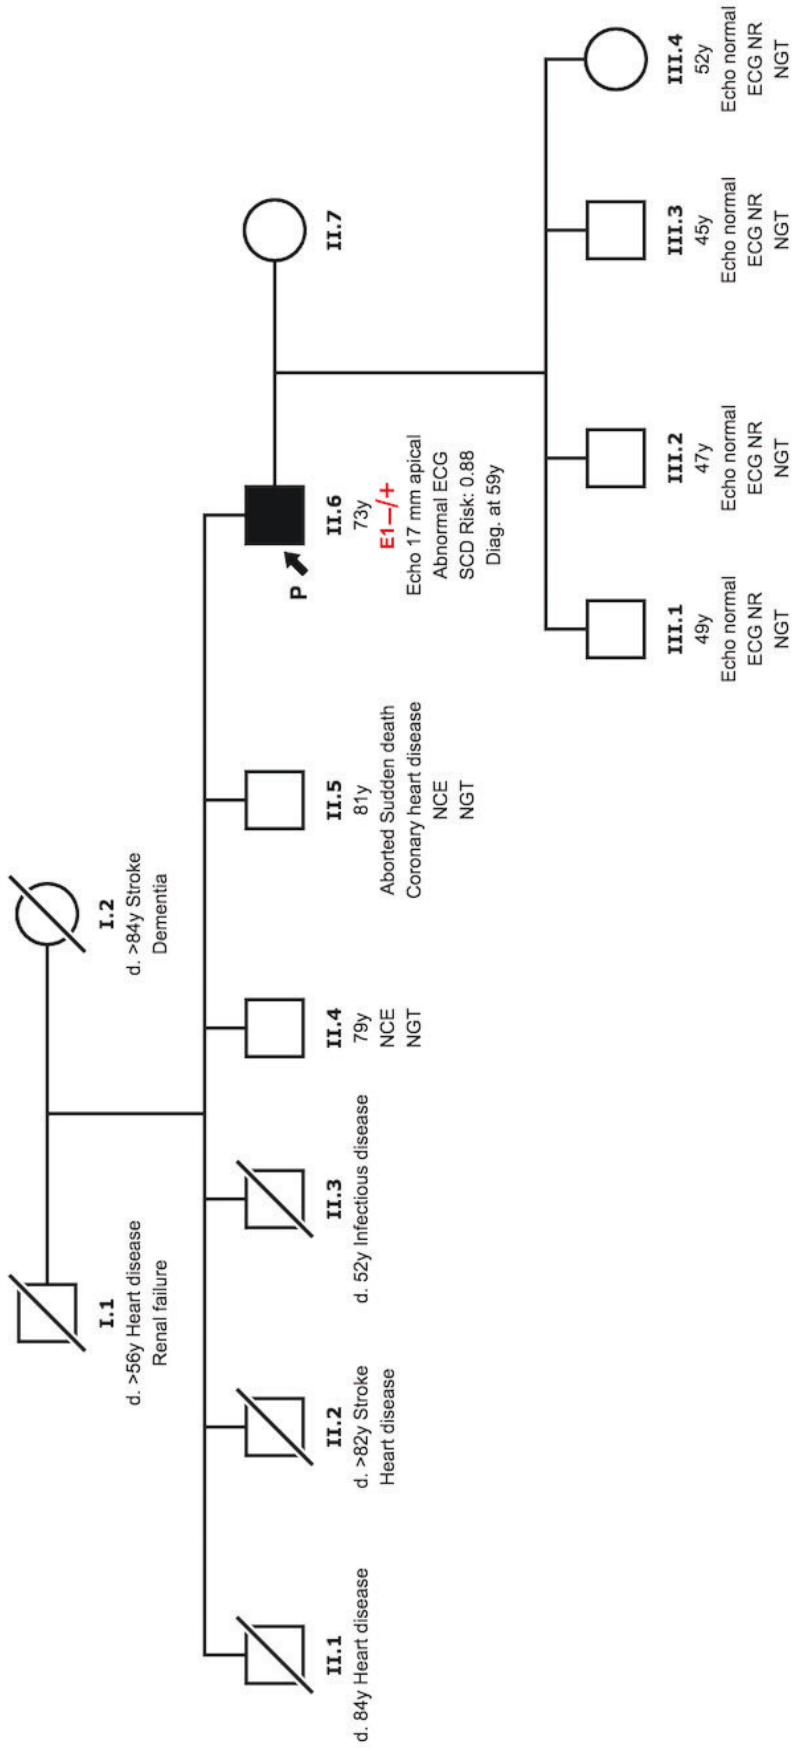 I.1
d. >56y Heart disease
Renal failure
I.2
d. >84y Stroke
Dementia
II.1
d. 84y Heart disease
II.2
d. >82y Stroke
Heart disease
II.3
d. 52y Infectious disease
II.4
79y
NCE
NGT
II.5
81y
Aborted Sudden death
Coronary heart disease
NCE
NGT
P
II.6
73y
E1−/+
Echo 17 mm apical
Abnormal ECG
SCD Risk: 0.88
Diag. at 59y
II.7
III.1
49y
Echo normal
ECG NR
NGT
III.2
47y
Echo normal
ECG NR
NGT
III.3
45y
Echo normal
ECG NR
NGT
III.4
52y
Echo normal
ECG NR
NGT